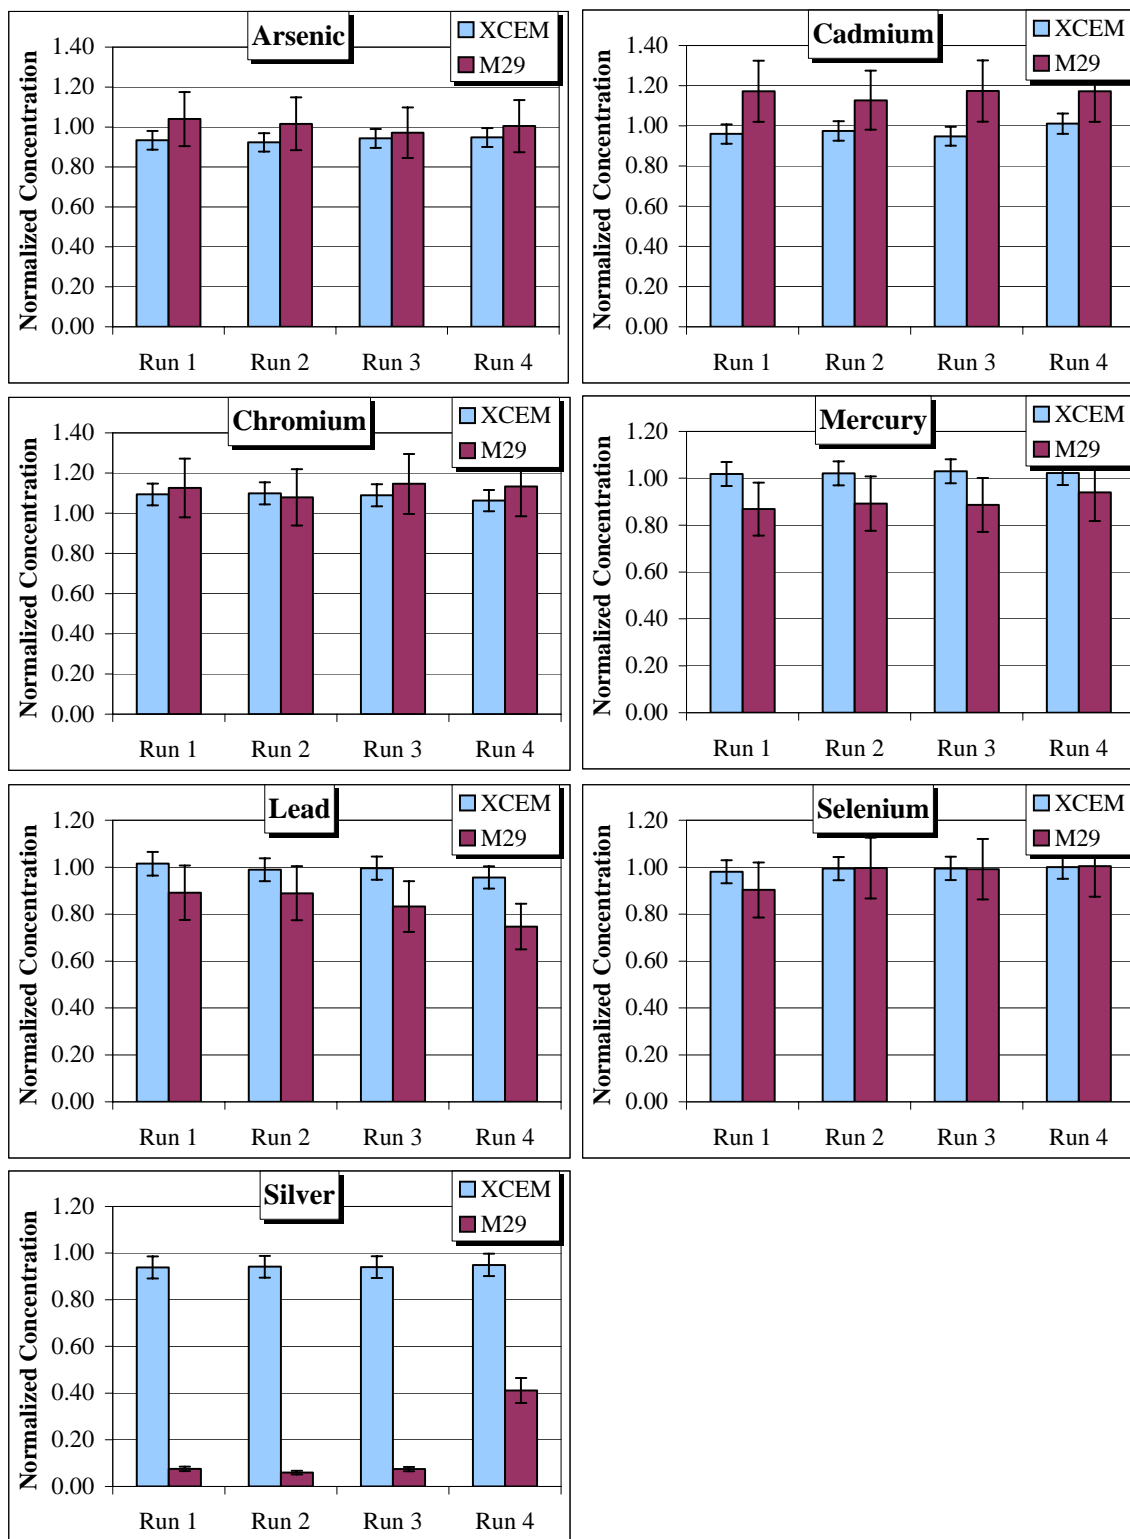 Arsenic
XCEM
M29
Normalized Concentration
1.40
1.20
1.00
0.80
0.60
0.40
0.20
0.00
Run 1 Run 2 Run 3 Run 4
Cadmium
XCEM
M29
Normalized Concentration
1.40
1.20
1.00
0.80
0.60
0.40
0.20
0.00
Run 1 Run 2 Run 3 Run 4
Chromium
XCEM
M29
Normalized Concentration
1.40
1.20
1.00
0.80
0.60
0.40
0.20
0.00
Run 1 Run 2 Run 3 Run 4
Mercury
XCEM
M29
Normalized Concentration
1.20
1.00
0.80
0.60
0.40
0.20
0.00
Run 1 Run 2 Run 3 Run 4
Lead
XCEM
M29
Normalized Concentration
1.20
1.00
0.80
0.60
0.40
0.20
0.00
Run 1 Run 2 Run 3 Run 4
Selenium
XCEM
M29
Normalized Concentration
1.20
1.00
0.80
0.60
0.40
0.20
0.00
Run 1 Run 2 Run 3 Run 4
Silver
XCEM
M29
Normalized Concentration
1.20
1.00
0.80
0.60
0.40
0.20
0.00
Run 1 Run 2 Run 3 Run 4